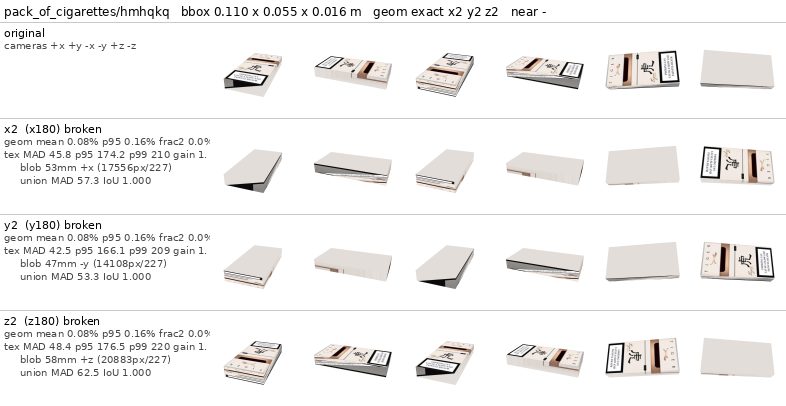 pack_of_cigarettes/hmhqkq   bbox 0.110 x 0.055 x 0.016 m   geom exact x2 y2 z2   near -
original
cameras +x +y -x -y +z -z
虎
x2  (x180) broken
geom mean 0.08% p95 0.16% frac2 0.0%
tex MAD 45.8 p95 174.2 p99 210 gain 1.
blob 53mm +x (17556px/227)
union MAD 57.3 IoU 1.000
虎
y2  (y180) broken
geom mean 0.08% p95 0.16% frac2 0.0%
tex MAD 42.5 p95 166.1 p99 209 gain 1.
blob 47mm -y (14108px/227)
union MAD 53.3 IoU 1.000
虎
z2  (z180) broken
geom mean 0.08% p95 0.16% frac2 0.0%
tex MAD 48.4 p95 176.5 p99 220 gain 1.
blob 58mm +z (20883px/227)
union MAD 62.5 IoU 1.000
虎